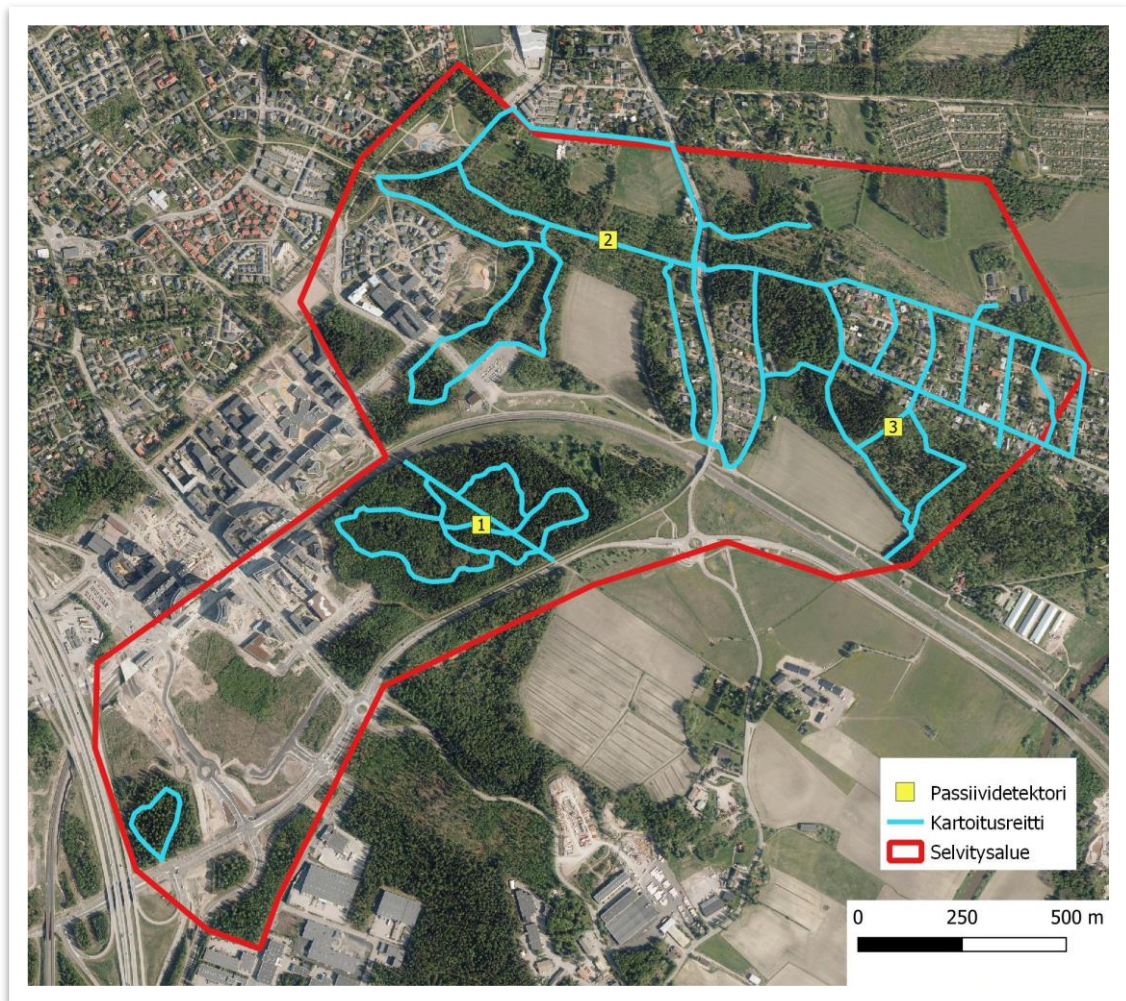 2
3
1
Passiividetektori
Kartoitusreitti
Selvitysalue
0 250 500 m